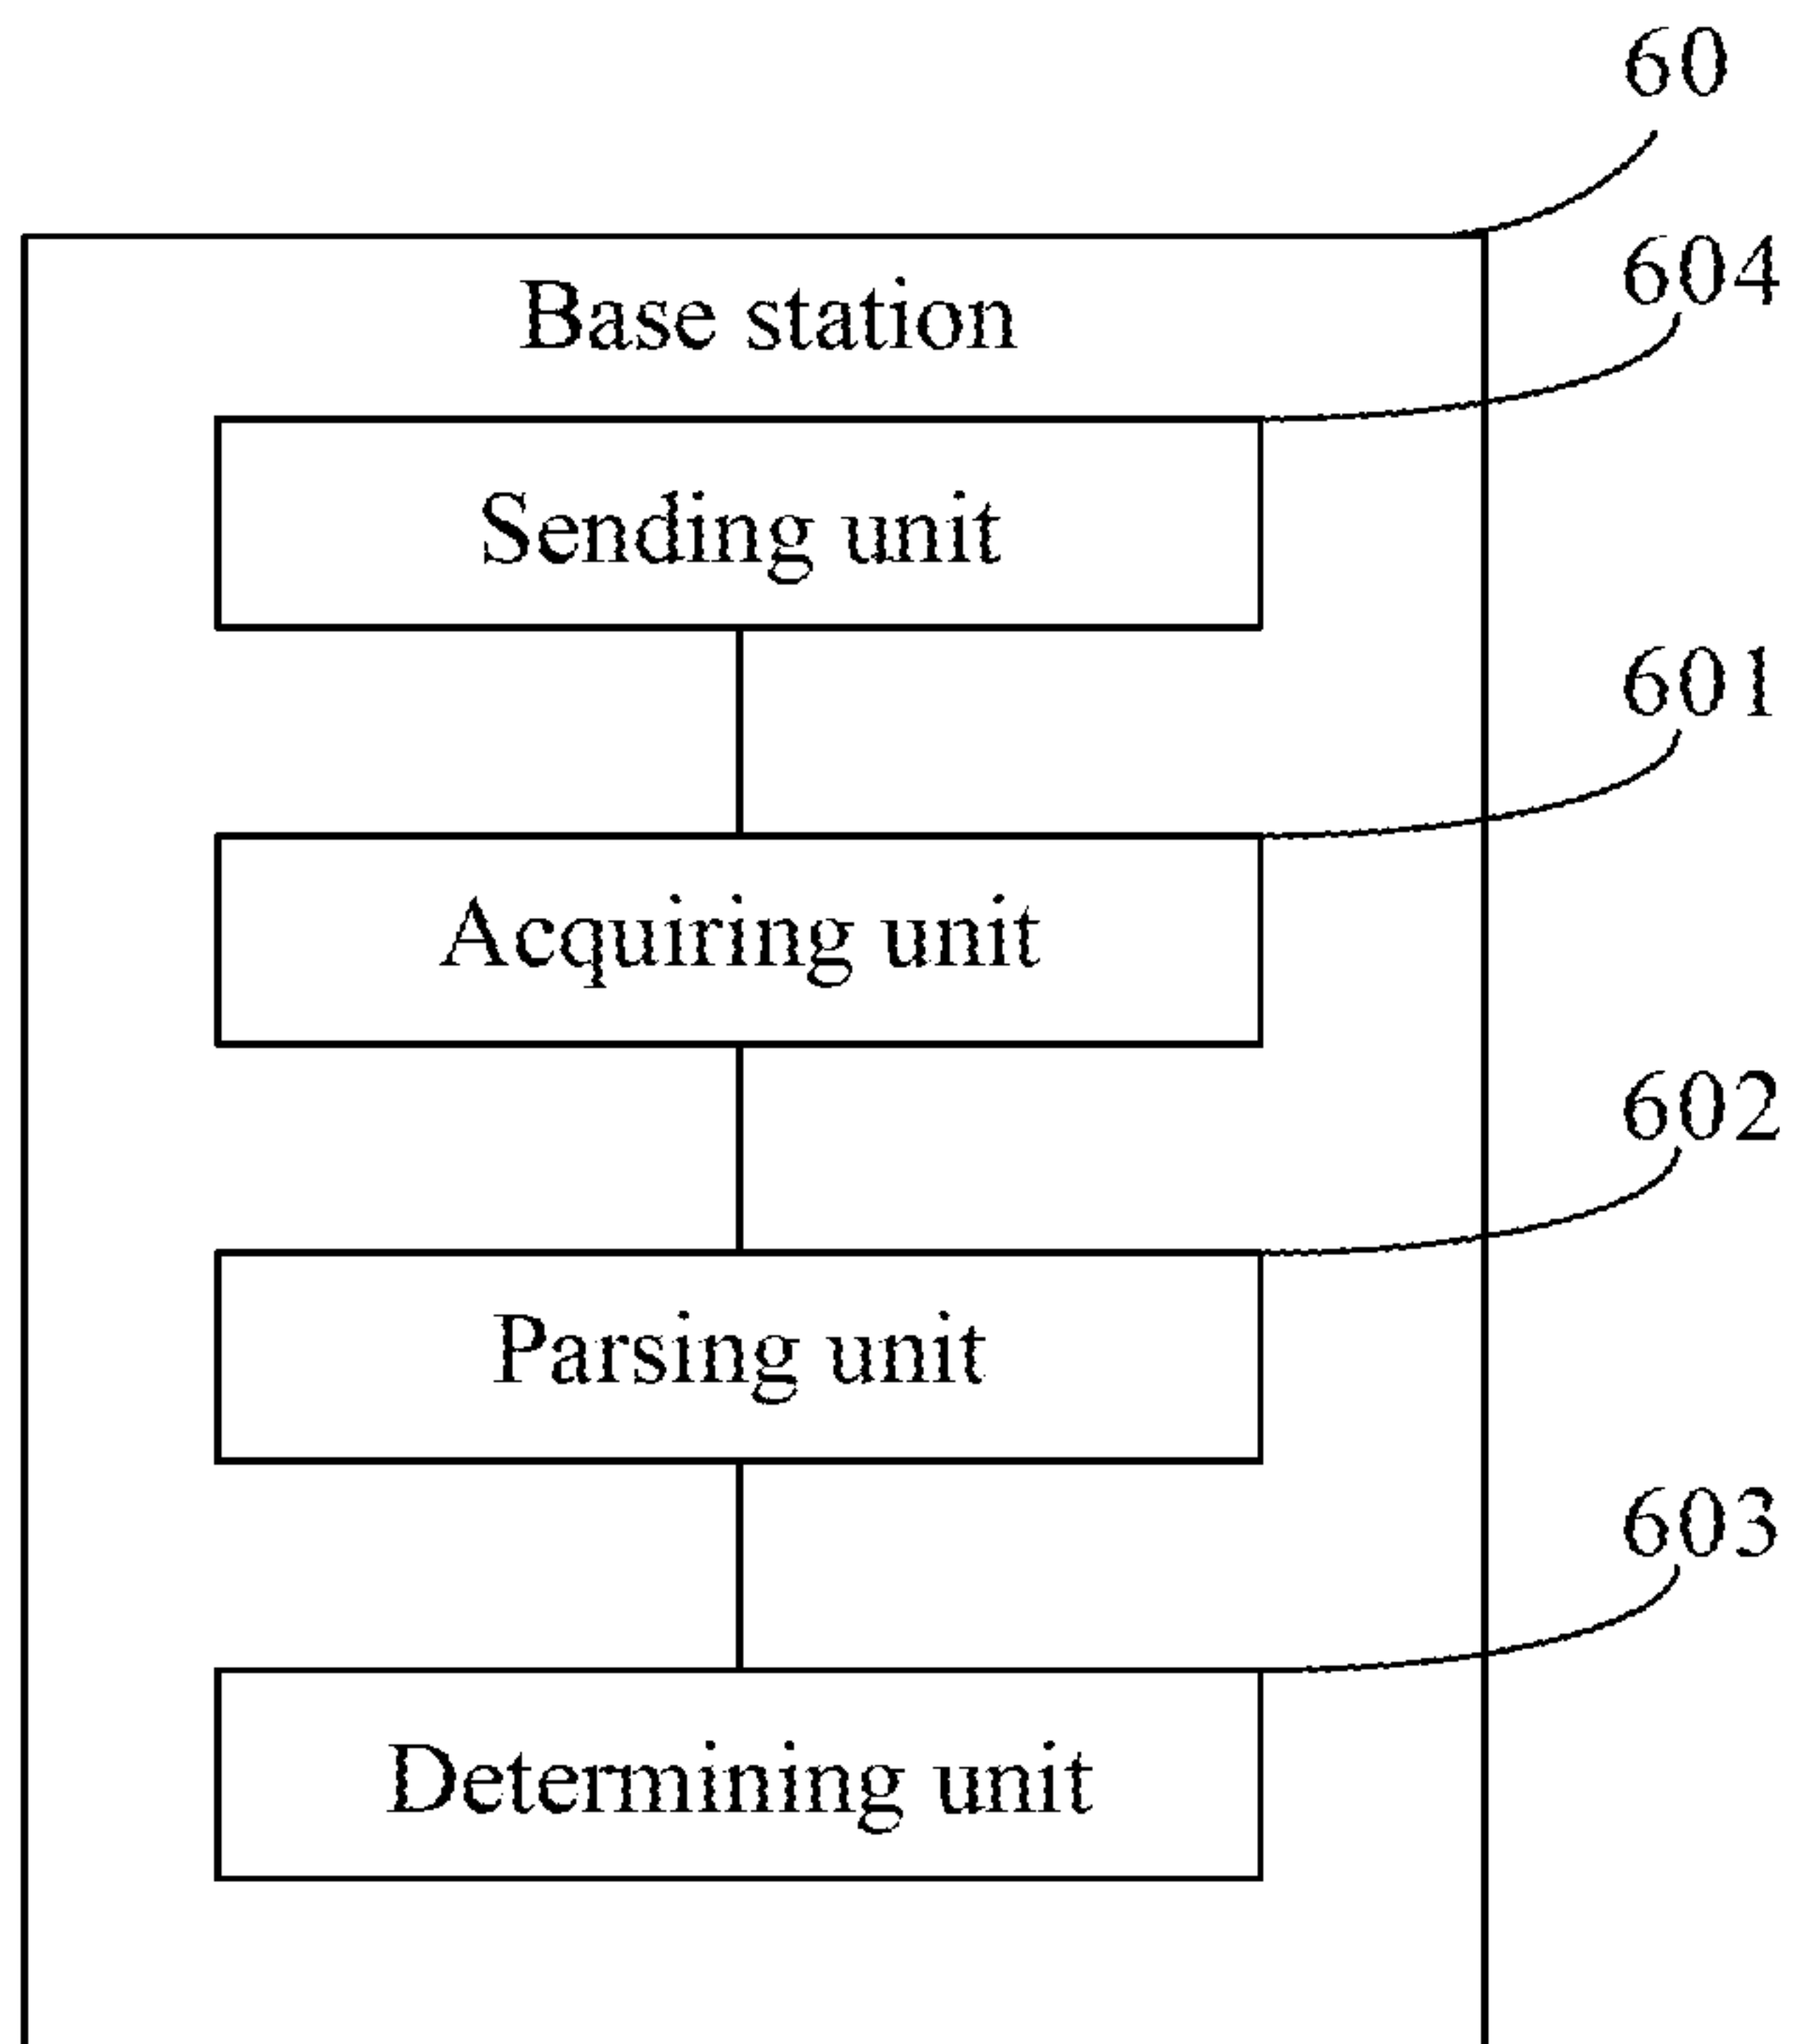 60
Base station
604
Sending unit
601
Acquiring unit
602
Parsing unit
603
Determining unit